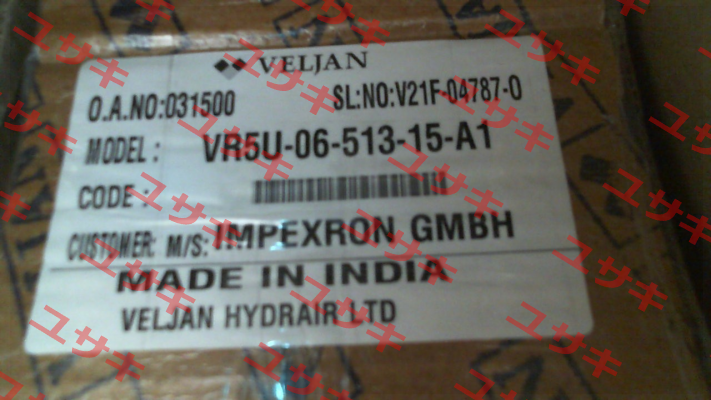 VELJAN
O.A.NO:031500 SL:NO:V21F-04787-0
MODEL: VR5U-06-513-15-A1
CODE:
CUSTOMER: M/S: IMPEXRON GMBH
MADE IN INDIA
VELJAN HYDRAIR LTD
ユサキ